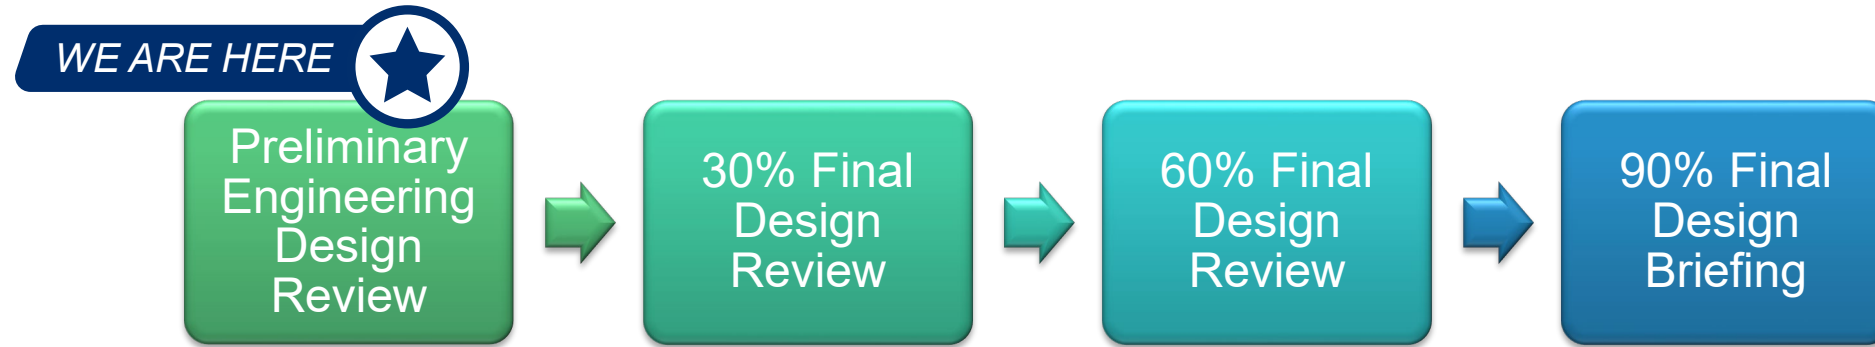 WE ARE HERE
Preliminary
Engineering
Design
Review
30% Final
Design
Review
60% Final
Design
Review
90% Final
Design
Briefing